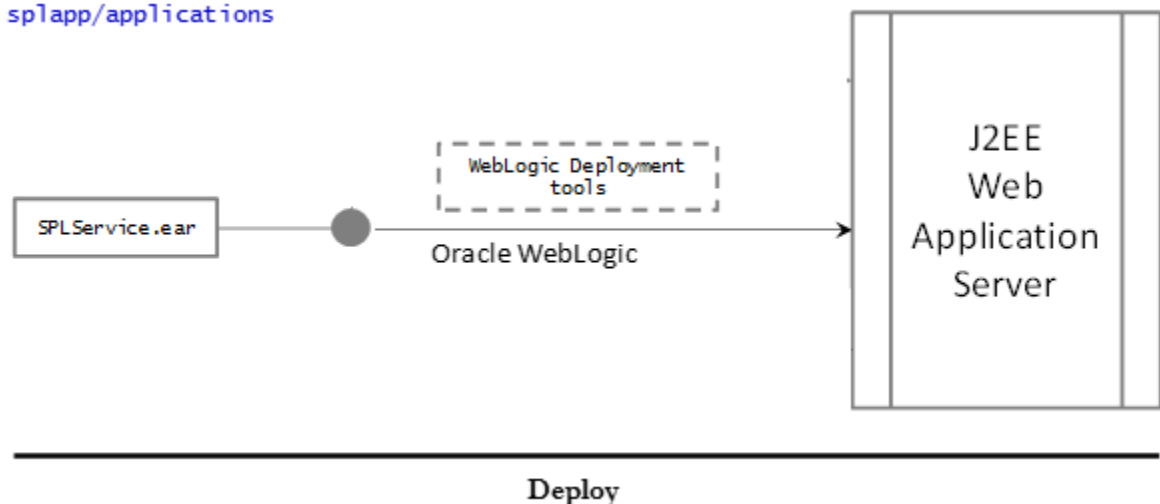 splapp/applications
WebLogic Deployment
tools
SPLService.ear
Oracle WebLogic
J2EE
Web
Application
Server
Deploy